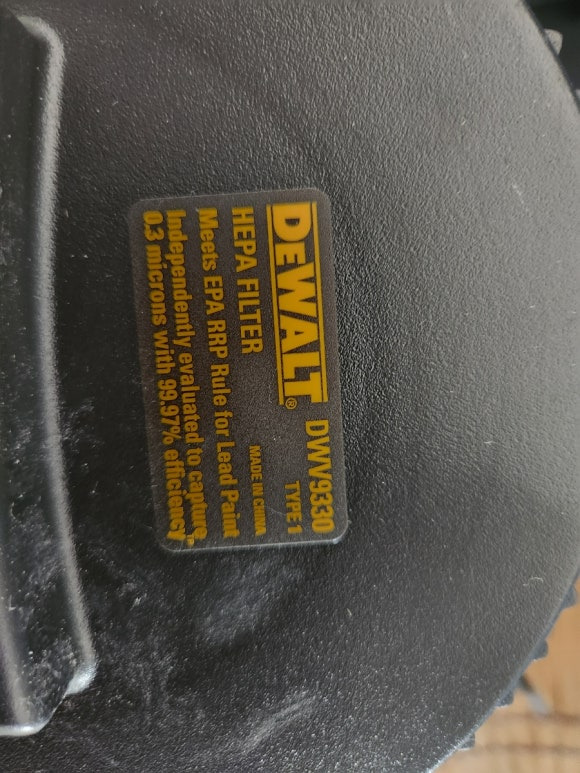 DEWALT® DWV9330
TYPE 1
HEPA FILTER
MADE IN CHINA
Meets EPA RRP Rule for Lead Paint
Independently evaluated to capture
0.3 microns with 99.97% efficiency